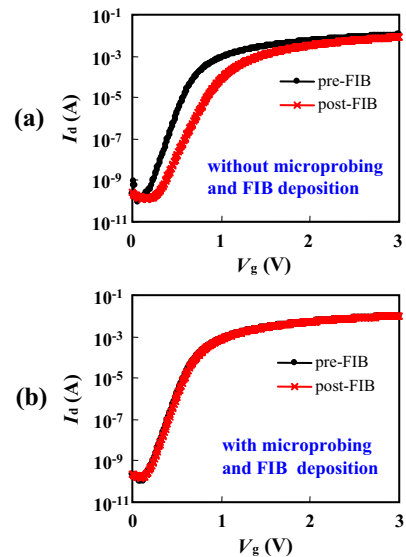 (a)
I_d (A)
10^-1
10^-3
10^-5
10^-7
10^-9
10^-11
pre-FIB
post-FIB
without microprobing
and FIB deposition
0 1 2 3
V_g (V)
(b)
I_d (A)
10^-1
10^-3
10^-5
10^-7
10^-9
10^-11
pre-FIB
post-FIB
with microprobing
and FIB deposition
0 1 2 3
V_g (V)